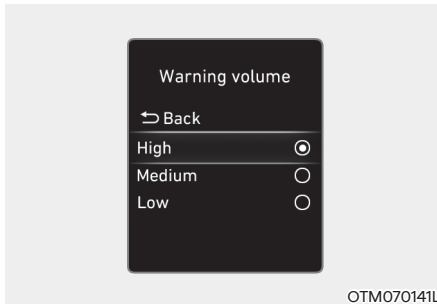 Warning volume
Back
High
Medium
Low
OTM070141L